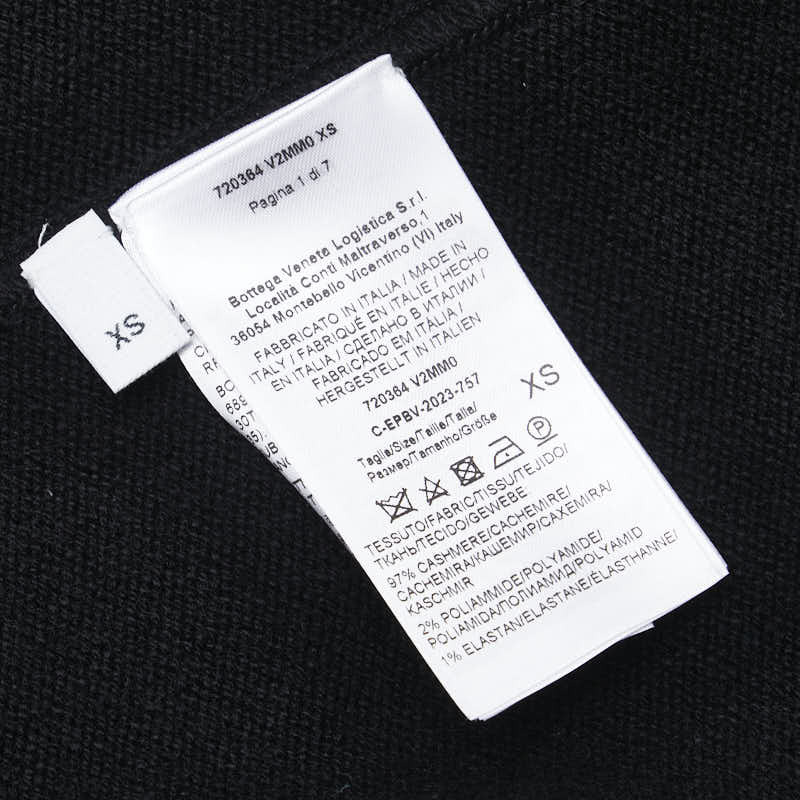 720364 V2MM0 XS
Pagina 1 di 7
Bottega Veneta Logistica S.r.l.
Località Conti Maltraverso,1
36054 Montebello Vicentino (VI) Italy
FABBRICATO IN ITALIA / MADE IN
ITALY / FABRIQUÉ EN ITALIE / HECHO
EN ITALIA / СДЕЛАНО В ИТАЛИИ /
FABRICADO EM ITALIA /
HERGESTELLT IN ITALIEN
720364 V2MM0
C-EPBV-2023-757
Taglia/Size/Taille/Talla/
Размер/Tamanho/Größe
XS
P
TESSUTO/FABRIC/TISSU/TEJIDO/
ТКАНЬ/TECIDO/GEWEBE
97% CASHMERE/CACHEMIRE/
CACHEMIRA/КАШЕМИР/CAXEMIRA/
KASCHMIR
2% POLIAMMIDE/POLYAMIDE/
POLIAMIDA/ПОЛИАМИД/POLYAMID
1% ELASTAN/ELASTANE/ÉLASTHANNE/
XS